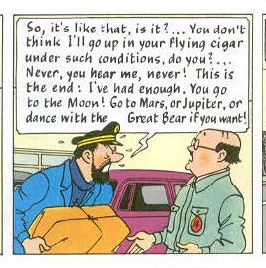 So, it's like that, is it?... You don't
think I'll go up in your flying cigar
under such conditions, do you?...
Never, you hear me, never! This is
the end: I've had enough. You go
to the Moon! Go to Mars, or Jupiter, or
dance with the Great Bear if you want!